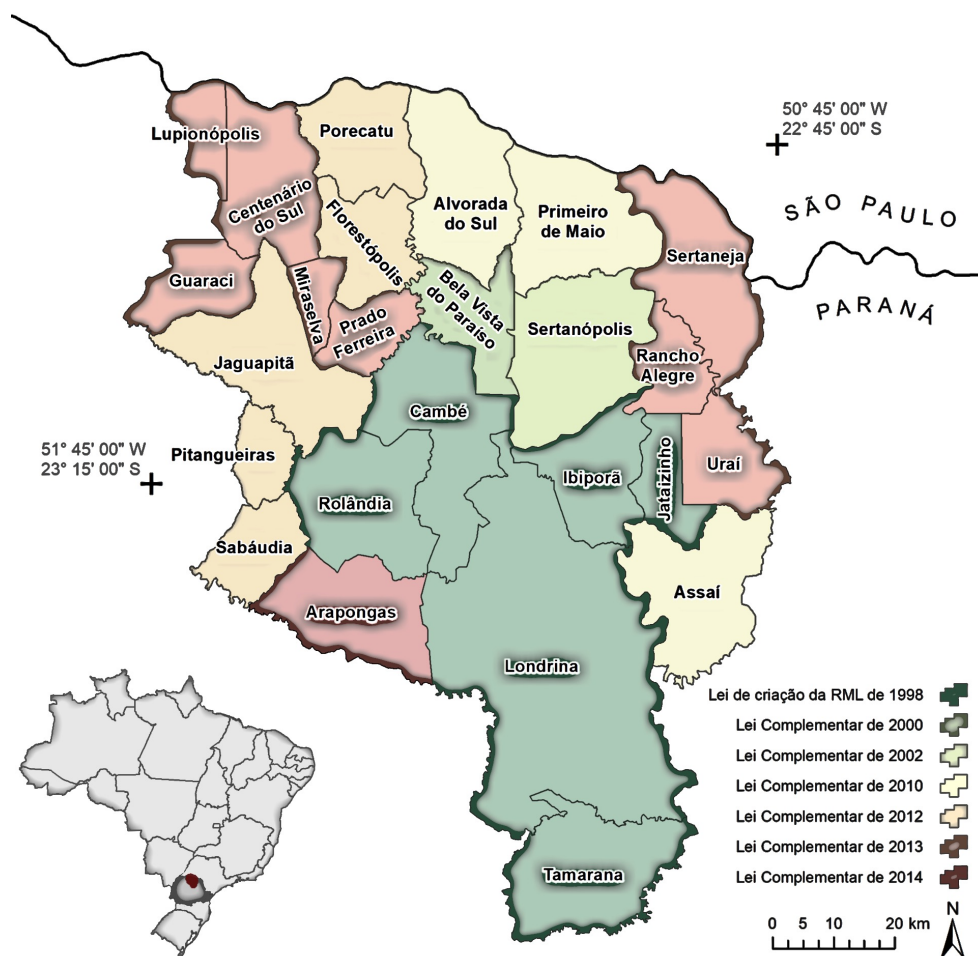 50° 45' 00" W
22° 45' 00" S
SÃO PAULO
PARANÁ
Lupionópolis
Porecatu
Centenário
do Sul
Florestópolis
Alvorada
do Sul
Primeiro
de Maio
Sertaneja
Guaraci
Miraselva
Prado
Ferreira
Bela Vista
do Paraíso
Sertanópolis
Rancho
Alegre
Jaguapitã
Cambé
51° 45' 00" W
23° 15' 00" S
Pitangueiras
Rolândia
Ibiporã
Jataizinho
Uraí
Sabáudia
Arapongas
Assaí
Londrina
Tamarana
Lei de criação da RML de 1998
Lei Complementar de 2000
Lei Complementar de 2002
Lei Complementar de 2010
Lei Complementar de 2012
Lei Complementar de 2013
Lei Complementar de 2014
N
0 5 10 20 km